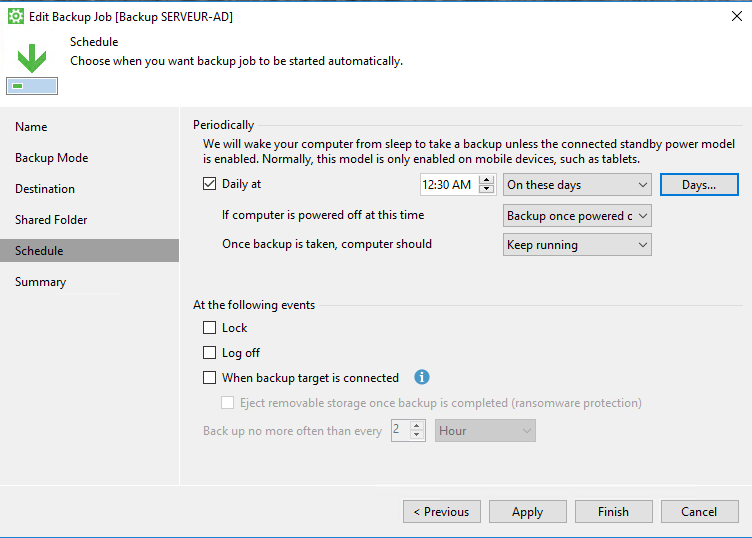 Edit Backup Job [Backup SERVEUR-AD]
Schedule
Choose when you want backup job to be started automatically.
Name
Backup Mode
Destination
Shared Folder
Schedule
Summary
Periodically
We will wake your computer from sleep to take a backup unless the connected standby power model
is enabled. Normally, this model is only enabled on mobile devices, such as tablets.
Daily at 12:30 AM On these days Days...
If computer is powered off at this time Backup once powered o
Once backup is taken, computer should Keep running
At the following events
Lock
Log off
When backup target is connected
Eject removable storage once backup is completed (ransomware protection)
Back up no more often than every 2 Hour
< Previous Apply Finish Cancel